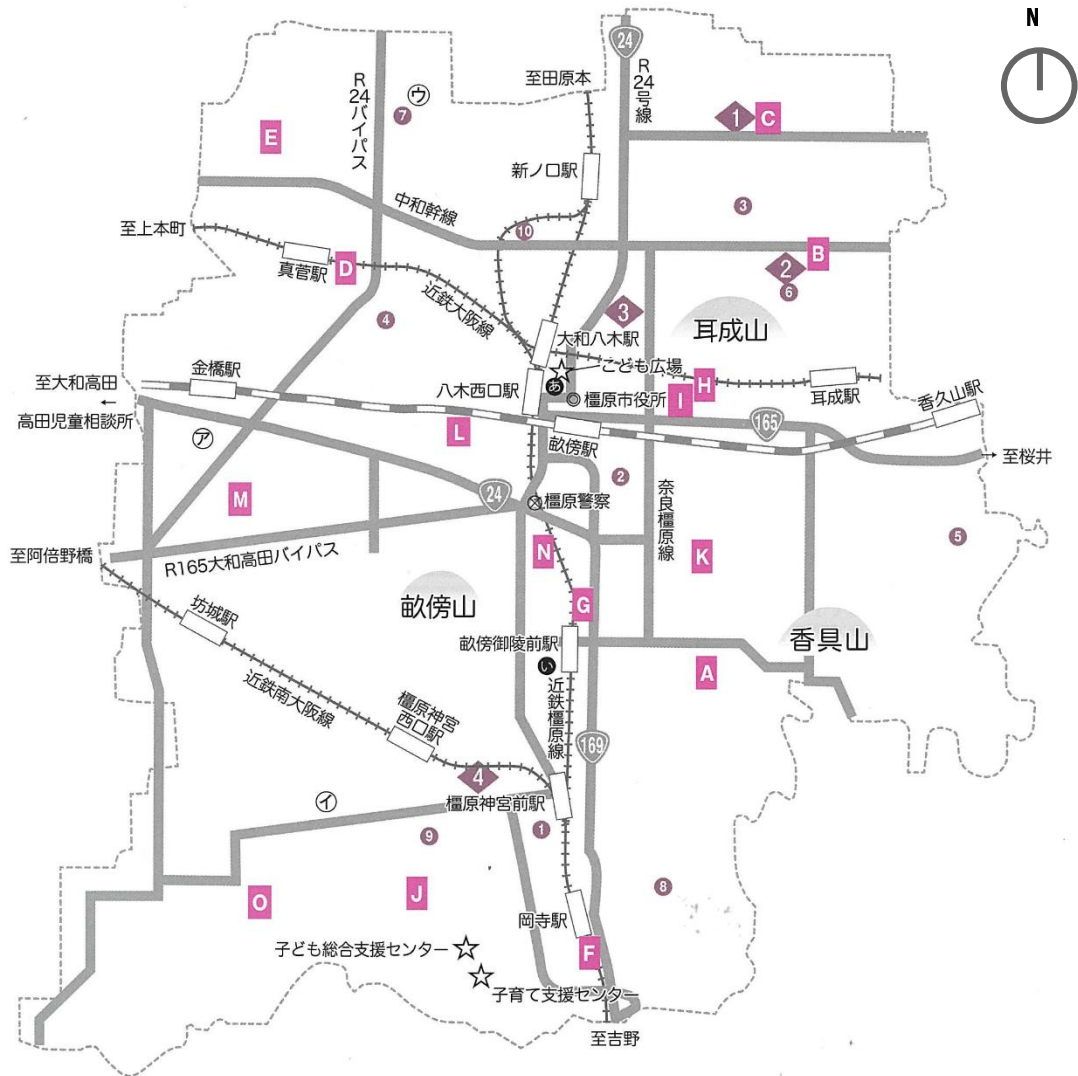 N
24
至田原本
R24号線
R24バイパス
ウ
7
1
C
E
新ノ口駅
中和幹線
3
至上本町
10
真菅駅
D
B
2
6
近鉄大阪線
4
3
耳成山
大和八木駅
こども広場
至大和高田
金橋駅
八木西口駅
あ
橿原市役所
H
I
耳成駅
香久山駅
高田児童相談所
ア
L
畝傍駅
165
至桜井
2
M
24
橿原警察
奈良橿原線
5
至阿倍野橋
R165大和高田バイパス
N
K
畝傍山
坊城駅
G
香具山
畝傍御陵前駅
い
A
近鉄南大阪線
近鉄橿原線
橿原神宮
西口駅
169
4
橿原神宮前駅
イ
1
9
O
J
8
岡寺駅
子ども総合支援センター
F
子育て支援センター
至吉野